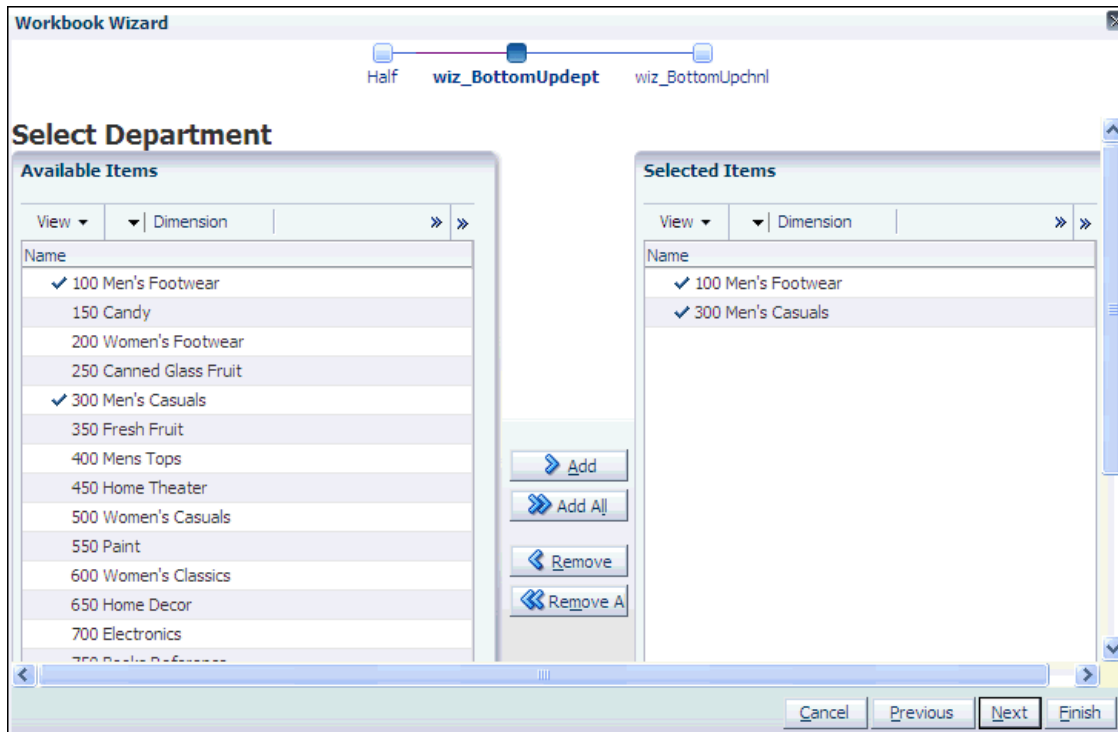 Workbook Wizard
Half wiz_BottomUpdept wiz_BottomUpchnl
Select Department
Available Items
View Dimension
Name
100 Men's Footwear
150 Candy
200 Women's Footwear
250 Canned Glass Fruit
300 Men's Casuals
350 Fresh Fruit
400 Mens Tops
450 Home Theater
500 Women's Casuals
550 Paint
600 Women's Classics
650 Home Decor
700 Electronics
Add
Add All
Remove
Remove A
Selected Items
View Dimension
Name
100 Men's Footwear
300 Men's Casuals
Cancel Previous Next Finish